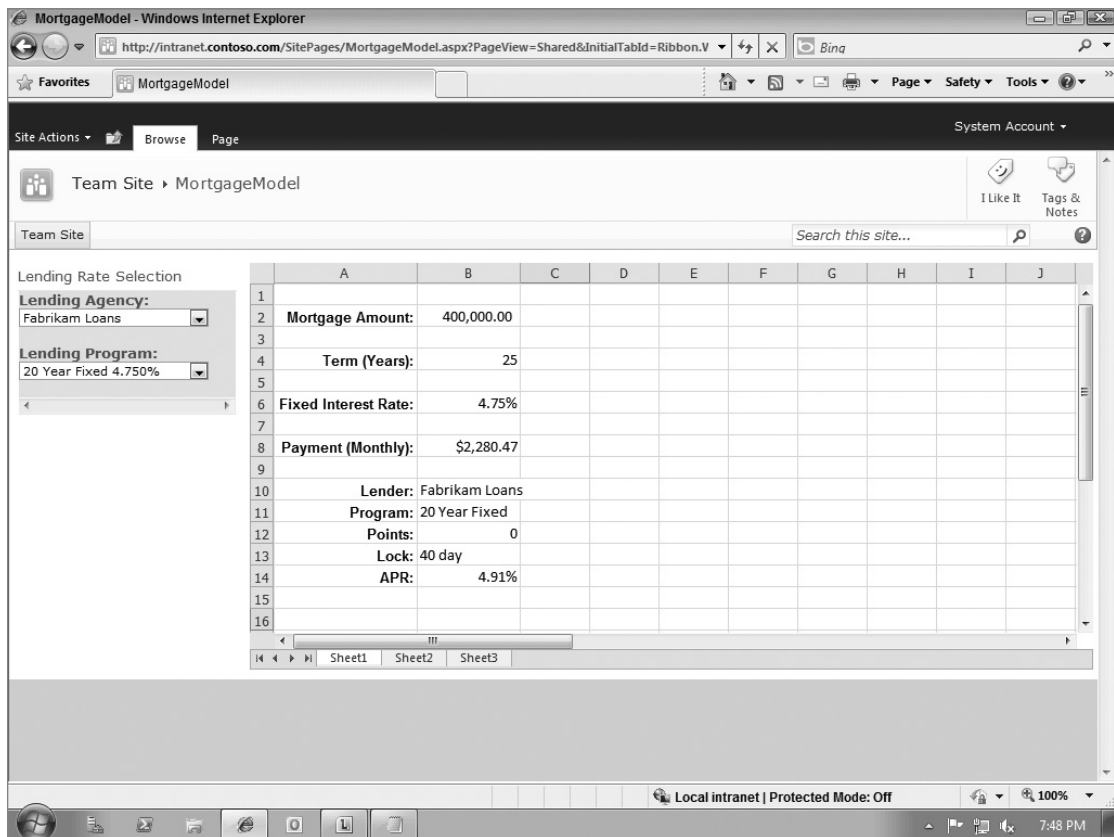 MortgageModel - Windows Internet Explorer
http://intranet.contoso.com/SitePages/MortgageModel.aspx?PageView=Shared&InitialTabId=Ribbon.V
Bing
Favorites MortgageModel Page Safety Tools
Site Actions Browse Page System Account
Team Site MortgageModel
I Like It Tags & Notes
Team Site Search this site...
Lending Rate Selection
Lending Agency:
Fabrikam Loans
Lending Program:
20 Year Fixed 4.750%
A B C D E F G H I J
1
2 Mortgage Amount: 400,000.00
3
4 Term (Years): 25
5
6 Fixed Interest Rate: 4.75%
7
8 Payment (Monthly): $2,280.47
9
10 Lender: Fabrikam Loans
11 Program: 20 Year Fixed
12 Points: 0
13 Lock: 40 day
14 APR: 4.91%
15
16
Sheet1 Sheet2 Sheet3
Local intranet | Protected Mode: Off 100%
7:48 PM